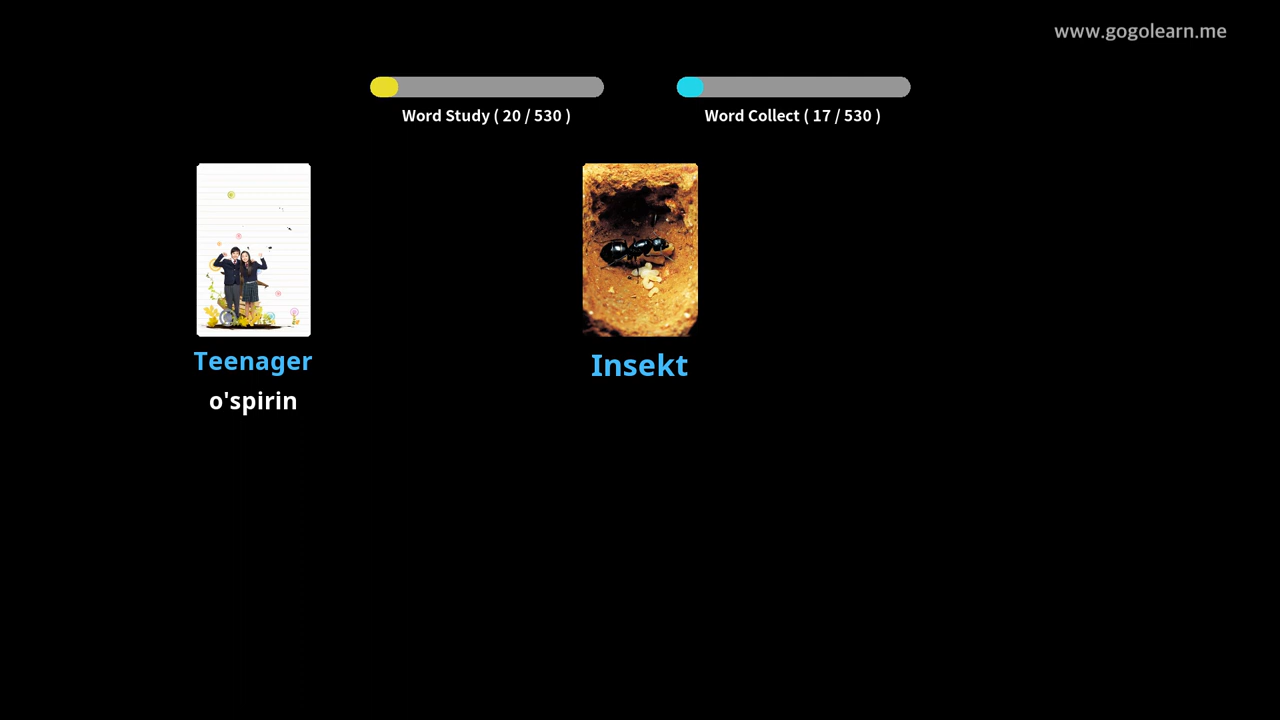 www.gogolearn.me
Word Study ( 20 / 530 )
Word Collect ( 17 / 530 )
Teenager
o'spirin
Insekt